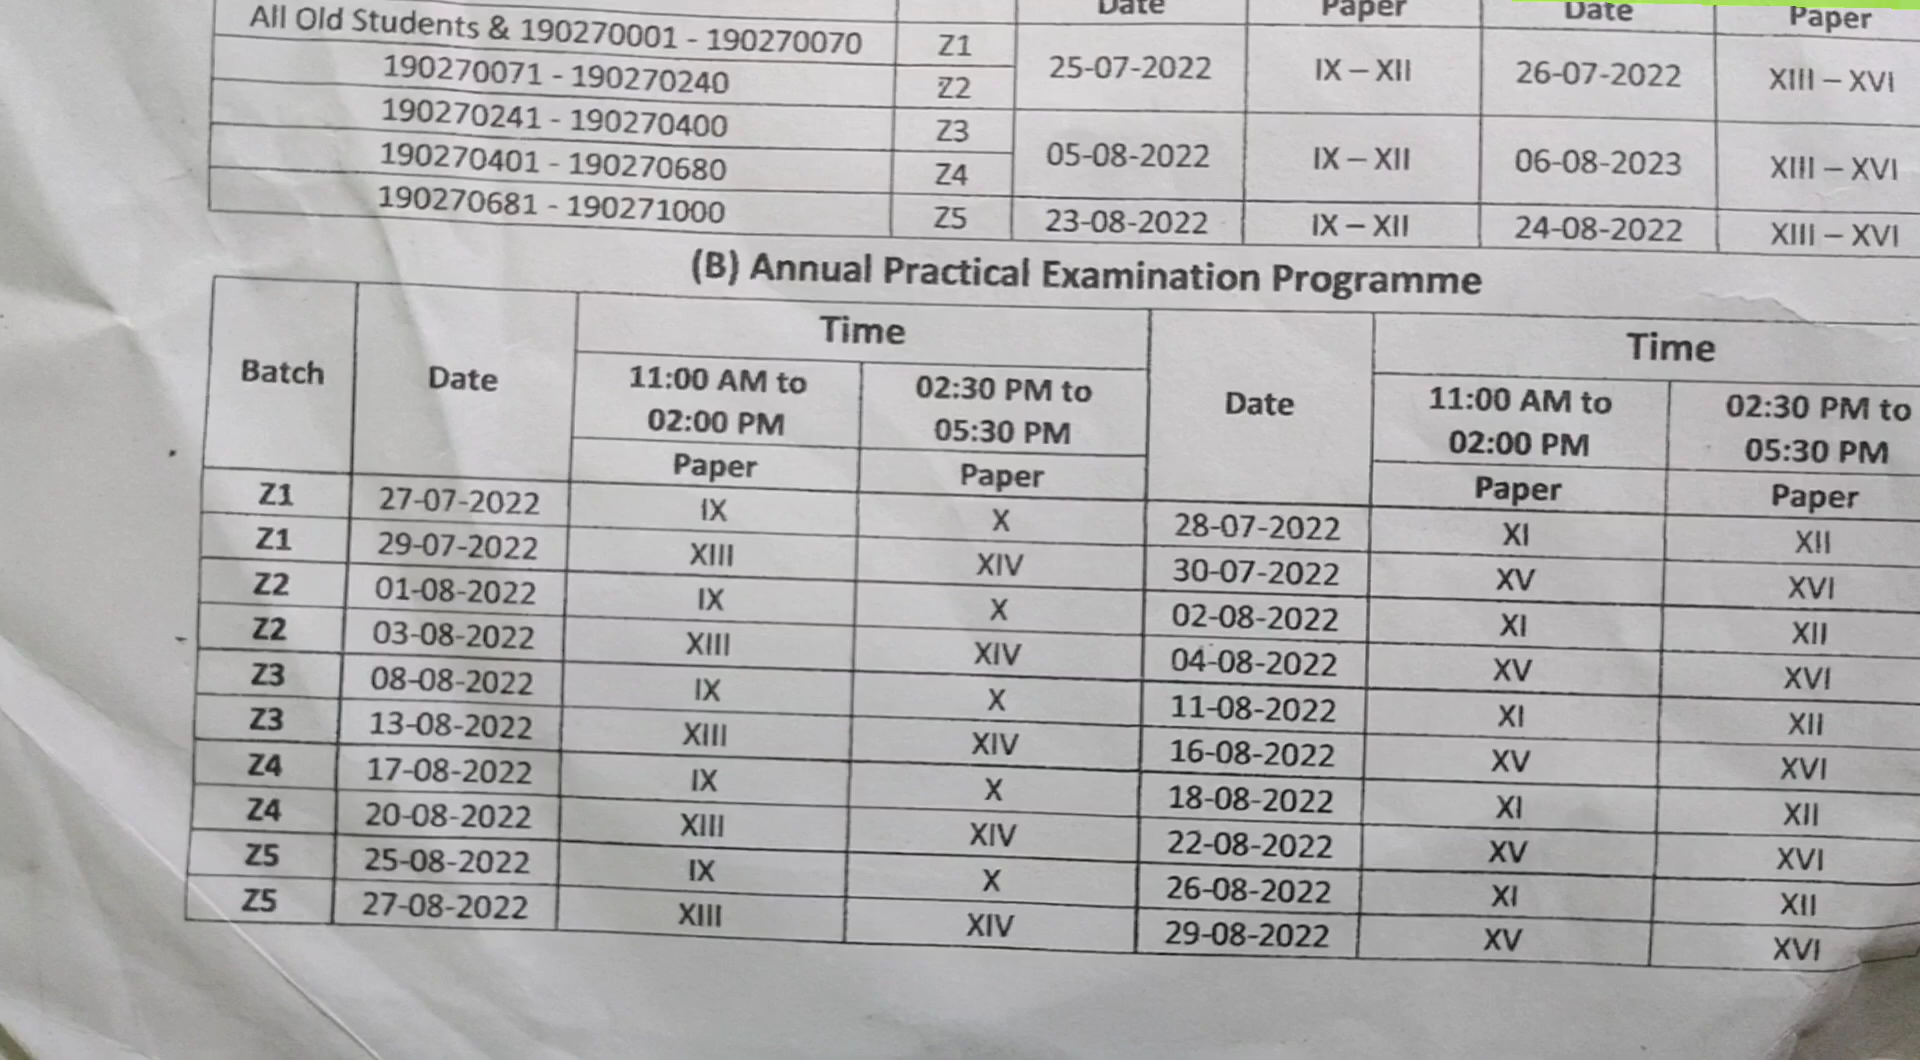 Date Paper Date Paper
All Old Students & 190270001 - 190270070 Z1 25-07-2022 IX – XII 26-07-2022 XIII – XVI
190270071 - 190270240 Z2
190270241 - 190270400 Z3 05-08-2022 IX – XII 06-08-2023 XIII – XVI
190270401 - 190270680 Z4
190270681 - 190271000 Z5 23-08-2022 IX – XII 24-08-2022 XIII – XVI
(B) Annual Practical Examination Programme
Batch Date Time Date Time
11:00 AM to 02:00 PM 02:30 PM to 05:30 PM 11:00 AM to 02:00 PM 02:30 PM to 05:30 PM
Paper Paper Paper Paper
Z1 27-07-2022 IX X 28-07-2022 XI XII
Z1 29-07-2022 XIII XIV 30-07-2022 XV XVI
Z2 01-08-2022 IX X 02-08-2022 XI XII
Z2 03-08-2022 XIII XIV 04-08-2022 XV XVI
Z3 08-08-2022 IX X 11-08-2022 XI XII
Z3 13-08-2022 XIII XIV 16-08-2022 XV XVI
Z4 17-08-2022 IX X 18-08-2022 XI XII
Z4 20-08-2022 XIII XIV 22-08-2022 XV XVI
Z5 25-08-2022 IX X 26-08-2022 XI XII
Z5 27-08-2022 XIII XIV 29-08-2022 XV XVI